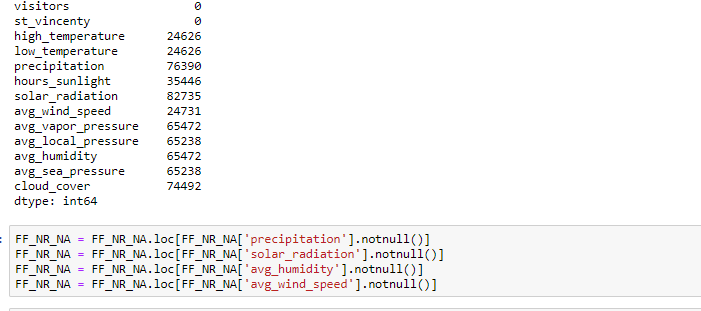 visitors 0
st_vincenty 0
high_temperature 24626
low_temperature 24626
precipitation 76390
hours_sunlight 35446
solar_radiation 82735
avg_wind_speed 24731
avg_vapor_pressure 65472
avg_local_pressure 65238
avg_humidity 65472
avg_sea_pressure 65238
cloud_cover 74492
dtype: int64
: FF_NR_NA = FF_NR_NA.loc[FF_NR_NA['precipitation'].notnull()]
FF_NR_NA = FF_NR_NA.loc[FF_NR_NA['solar_radiation'].notnull()]
FF_NR_NA = FF_NR_NA.loc[FF_NR_NA['avg_humidity'].notnull()]
FF_NR_NA = FF_NR_NA.loc[FF_NR_NA['avg_wind_speed'].notnull()]